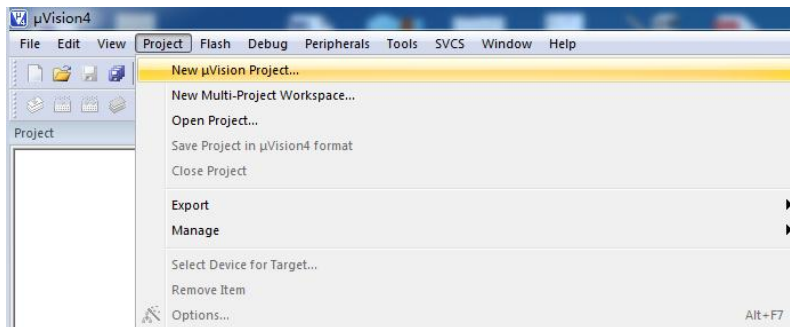 µVision4
File Edit View Project Flash Debug Peripherals Tools SVCS Window Help
New µVision Project...
New Multi-Project Workspace...
Project
Open Project...
Save Project in µVision4 format
Close Project
Export
Manage
Select Device for Target...
Remove Item
Options... Alt+F7